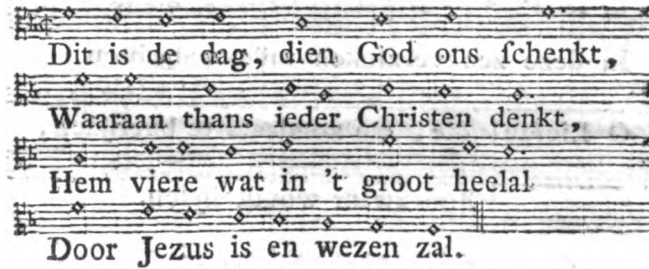 Dit is de dag, dien God ons ſchenkt,
Waaraan thans ieder Chriſten denkt,
Hem viere wat in 't groot heelal
Door Jezus is en wezen zal.